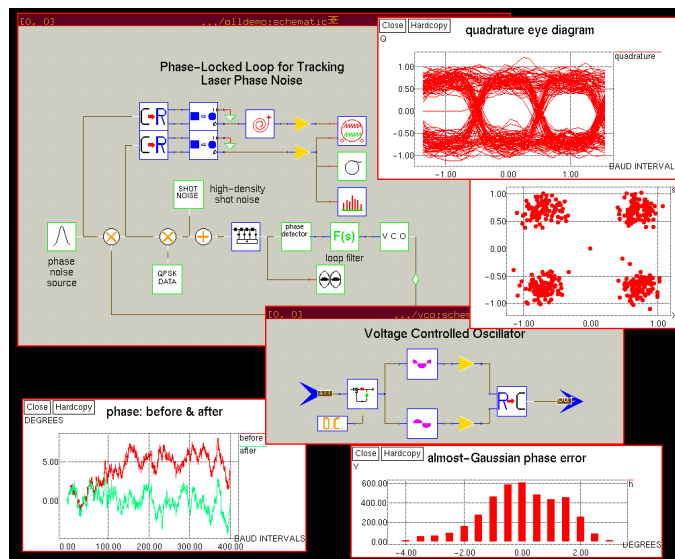 [0, 0] .../plldemo:schematic
Phase-Locked Loop for Tracking
Laser Phase Noise
C R
C R
SHOT
NOISE
high-density
shot noise
phase
noise
source
QPSK
DATA
phase
detector
F(s)
VCO
loop filter
Close Hardcopy
quadrature eye diagram
Q
quadrature
1.00
0.50
0.00
-0.50
-1.00
-1.00 0.00 1.00
BAUD INTERVAL
1.00
0.50
0.00
-0.50
-1.00
-1.00 0.00 1.00
[0, 0] .../vco:schem
Voltage Controlled Oscillator
D.C.
R C
Close Hardcopy
phase: before & after
DEGREES
before
after
5.00
0.00
BAUD INTERVALS
0.00 100.00 200.00 300.00 400.00
Close Hardcopy
almost-Gaussian phase error
Y
h
600.00
400.00
200.00
0.00
DEGREES
-4.00 -2.00 0.00 2.00